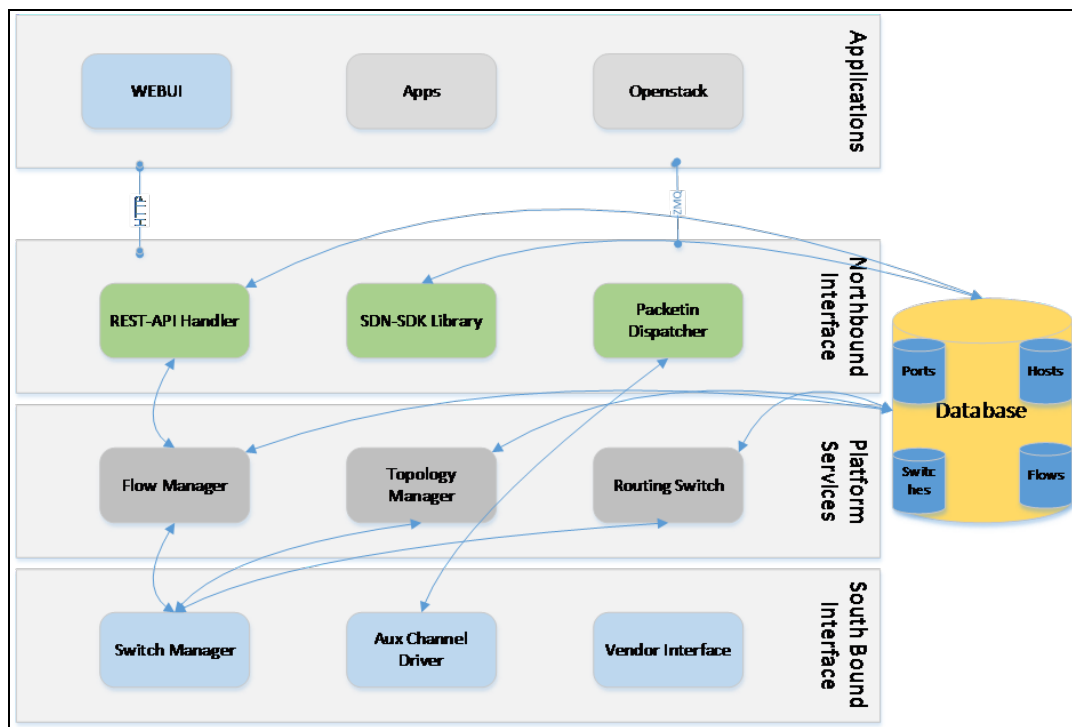 WEBUI
Apps
Openstack
Applications
HTTP
ZMQ
REST-API Handler
SDN-SDK Library
Packetin
Dispatcher
Northbound
Interface
Ports
Hosts
Database
Switc
hes
Flows
Flow Manager
Topology
Manager
Routing Switch
Platform
Services
Switch Manager
Aux Channel
Driver
Vendor Interface
South Bound
Interface